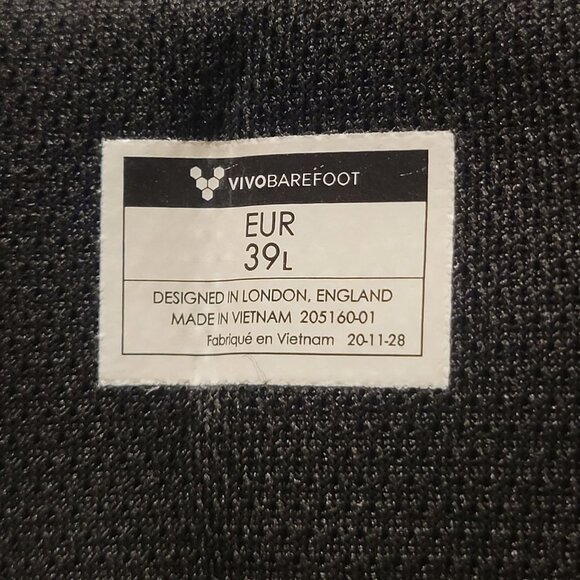 VIVOBAREFOOT
EUR
39L
DESIGNED IN LONDON, ENGLAND
MADE IN VIETNAM 205160-01
Fabriqué en Vietnam 20-11-28